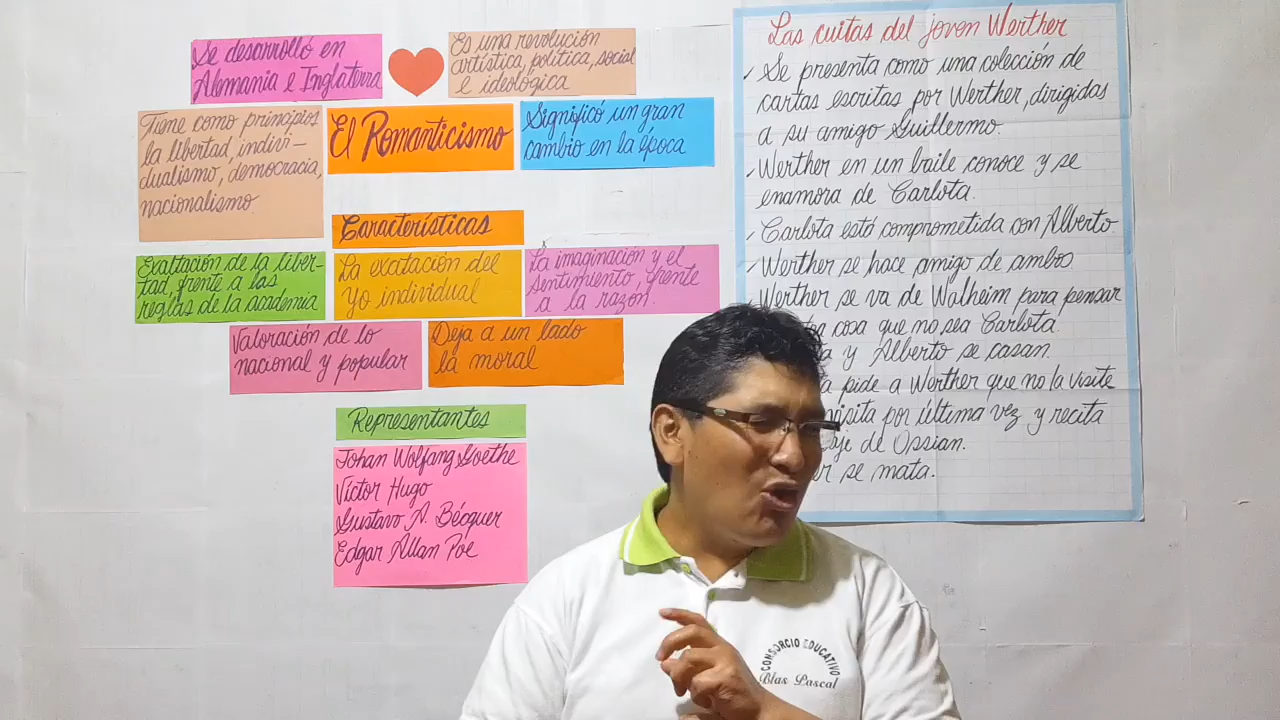 Se desarrolló en
Alemania e Inglaterra
Es una revolución
artística, política, social
e ideológica
Tiene como principios
la libertad, indivi-
dualismo, democracia,
nacionalismo.
El Romanticismo
Significó un gran
cambio en la época
Características
Exaltación de la liber-
tad, frente a las
reglas de la academia
La exaltación del
Yo individual
La imaginación y el
sentimiento, frente
a la razón.
Valoración de lo
nacional y popular
Deja a un lado
la moral
Representantes
Johan Wolfang Goethe
Víctor Hugo
Gustavo A. Bécquer
Edgar Allan Poe
Las cuitas del joven Werther
✓ Se presenta como una colección de
cartas escritas por Werther, dirigidas
a su amigo Guillermo.
✓ Werther en un baile conoce y se
enamora de Carlota.
✓ Carlota está comprometida con Alberto
✓ Werther se hace amigo de ambos.
✓ Werther se va de Walheim para pensar
cosa que no sea Carlota.
y Alberto se casan.
pide a Werther que no la visite
visita por última vez y recita
de Ossian.
se mata.
CONSORCIO EDUCATIVO
Blas Pascal